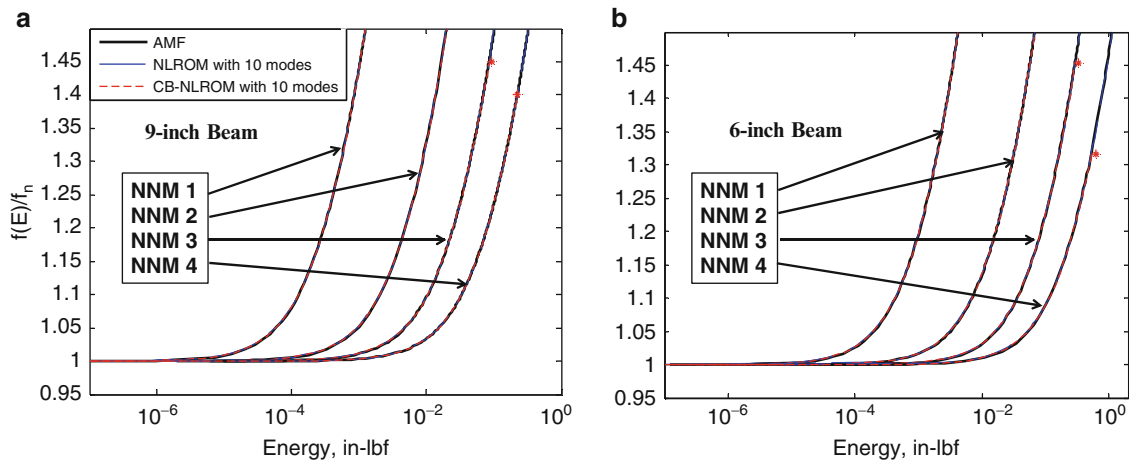 a
AMF
NLROM with 10 modes
CB-NLROM with 10 modes
9-inch Beam
NNM 1
NNM 2
NNM 3
NNM 4
f(E)/fₙ
1.45
1.4
1.35
1.3
1.25
1.2
1.15
1.1
1.05
1
0.95
10⁻⁶
10⁻⁴
10⁻²
10⁰
Energy, in-lbf
b
6-inch Beam
NNM 1
NNM 2
NNM 3
NNM 4
1.45
1.4
1.35
1.3
1.25
1.2
1.15
1.1
1.05
1
0.95
10⁻⁶
10⁻⁴
10⁻²
10⁰
Energy, in-lbf